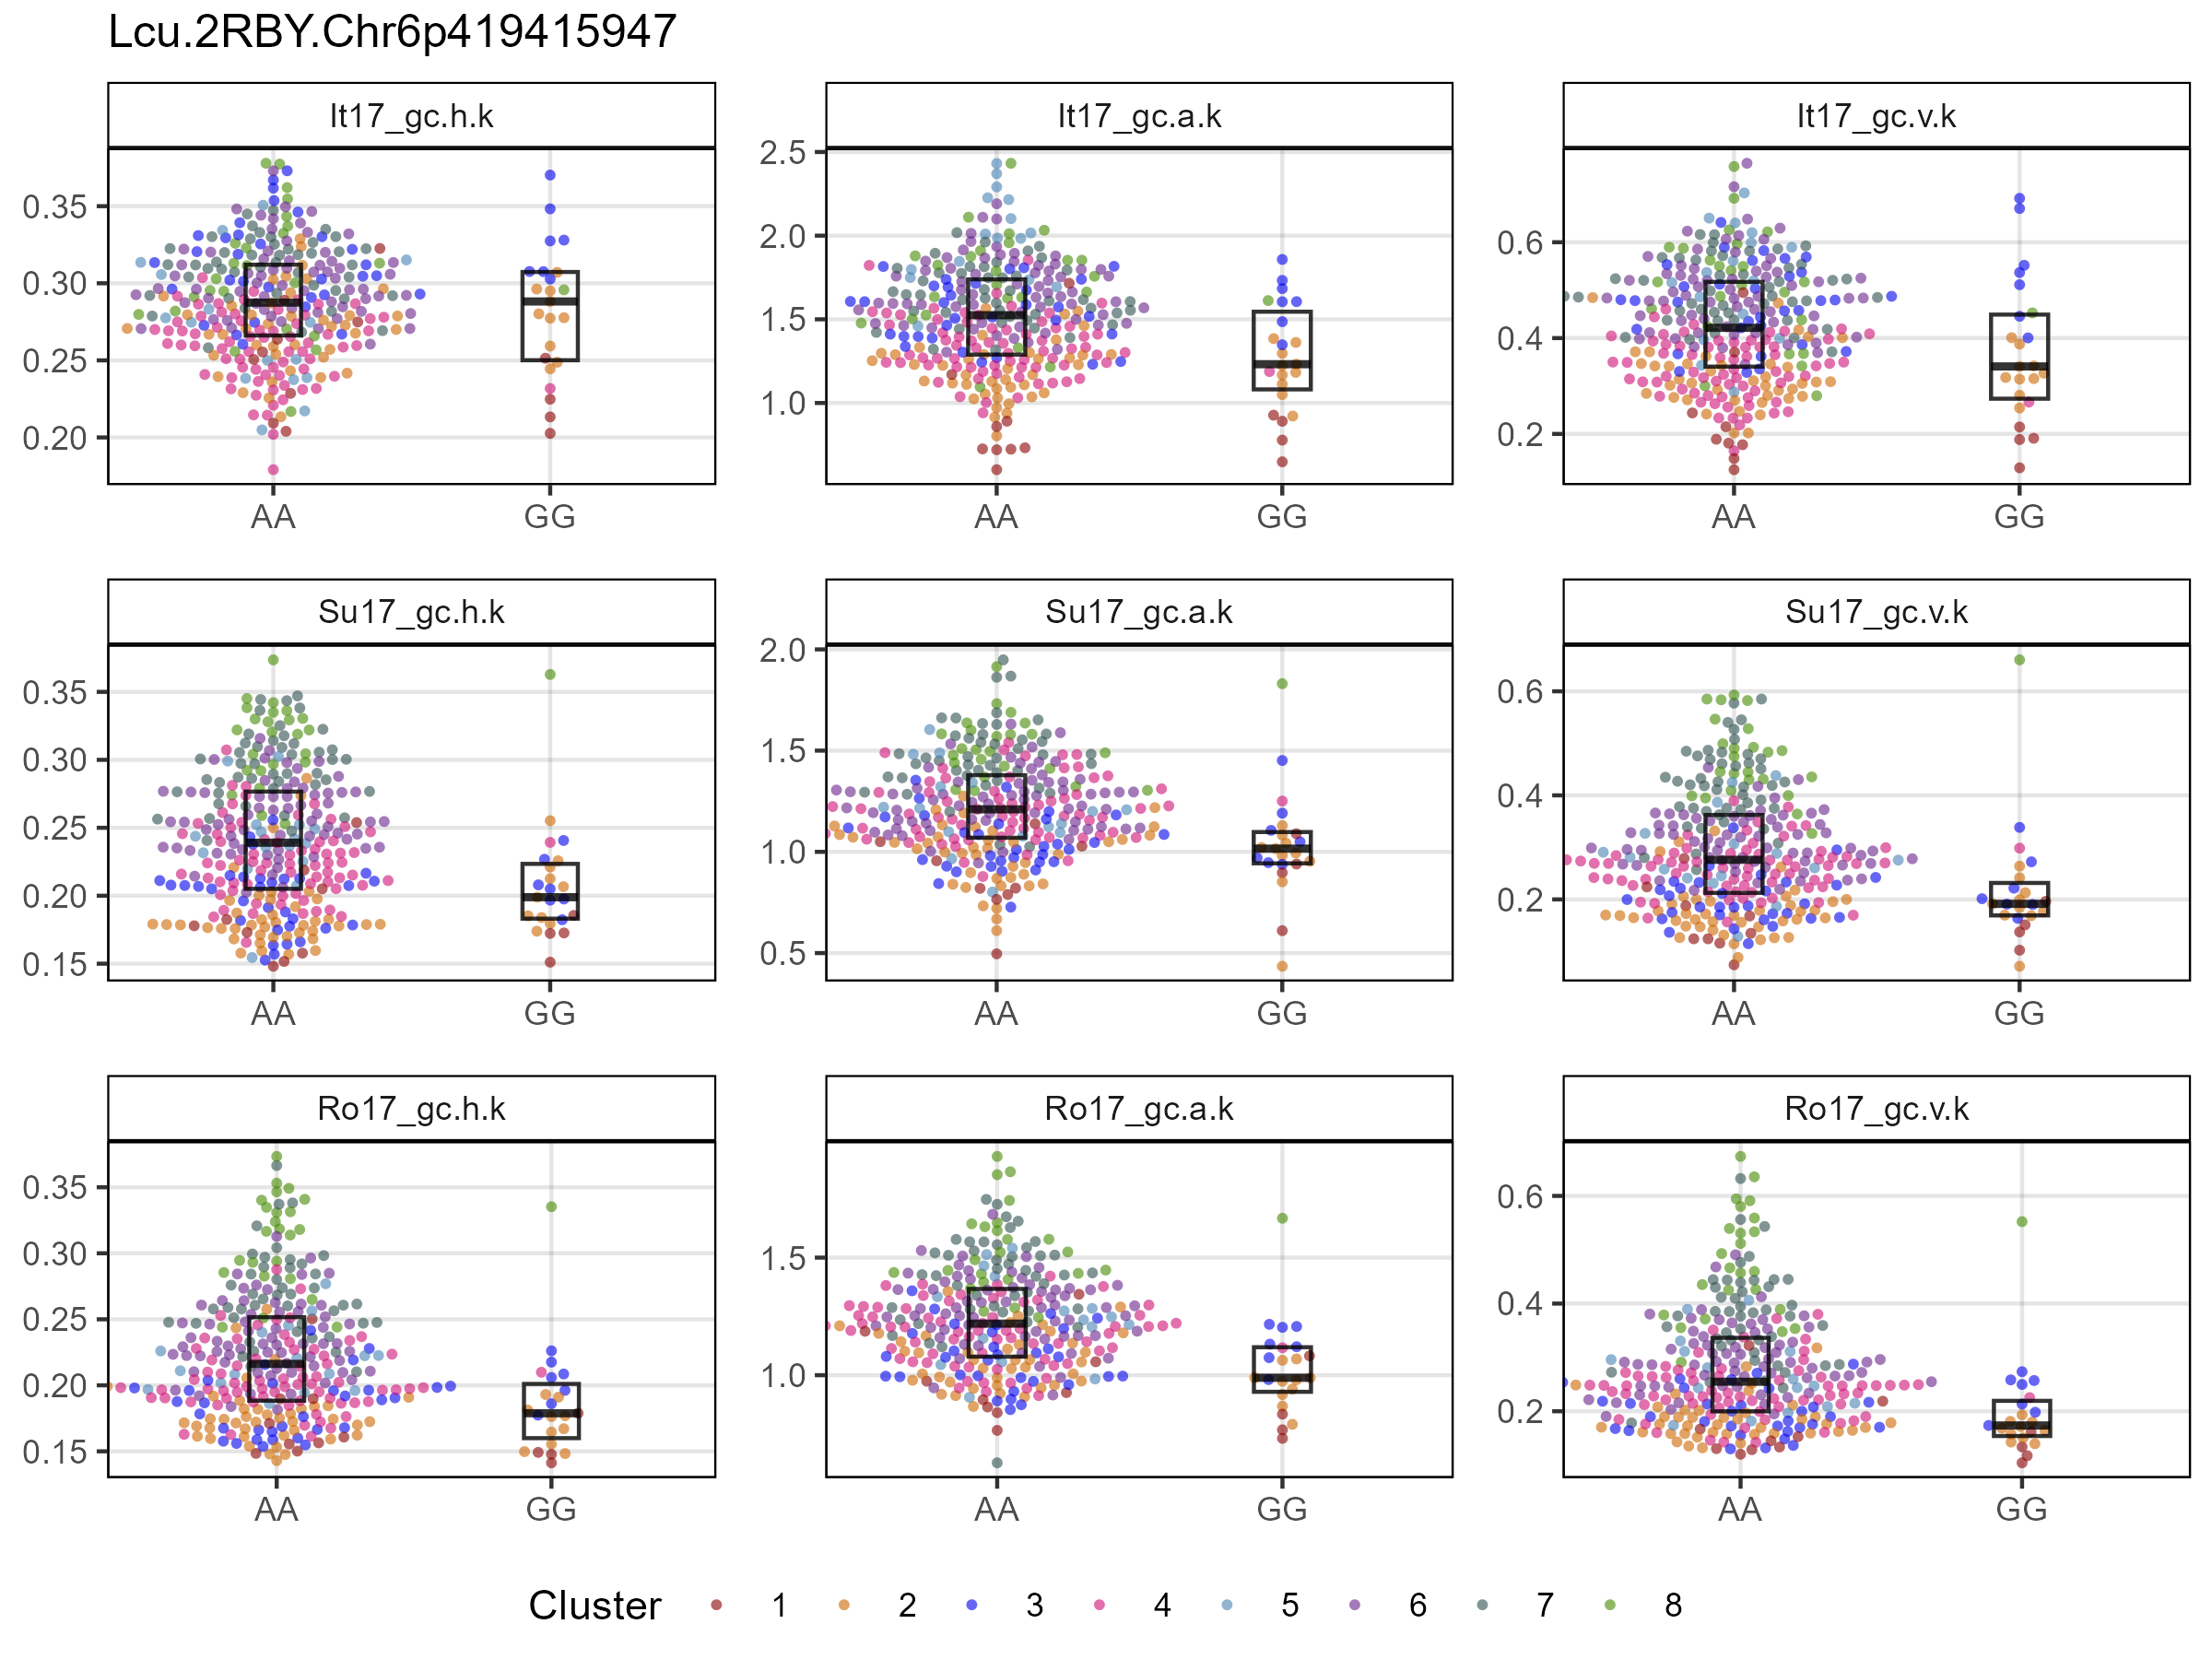 Lcu.2RBY.Chr6p419415947
It17_gc.h.k
It17_gc.a.k
It17_gc.v.k
0.35
0.30
0.25
0.20
AA
GG
2.5
2.0
1.5
1.0
AA
GG
0.6
0.4
0.2
AA
GG
Su17_gc.h.k
Su17_gc.a.k
Su17_gc.v.k
0.35
0.30
0.25
0.20
0.15
AA
GG
2.0
1.5
1.0
0.5
AA
GG
0.6
0.4
0.2
AA
GG
Ro17_gc.h.k
Ro17_gc.a.k
Ro17_gc.v.k
0.35
0.30
0.25
0.20
0.15
AA
GG
1.5
1.0
AA
GG
0.6
0.4
0.2
AA
GG
Cluster 1 2 3 4 5 6 7 8